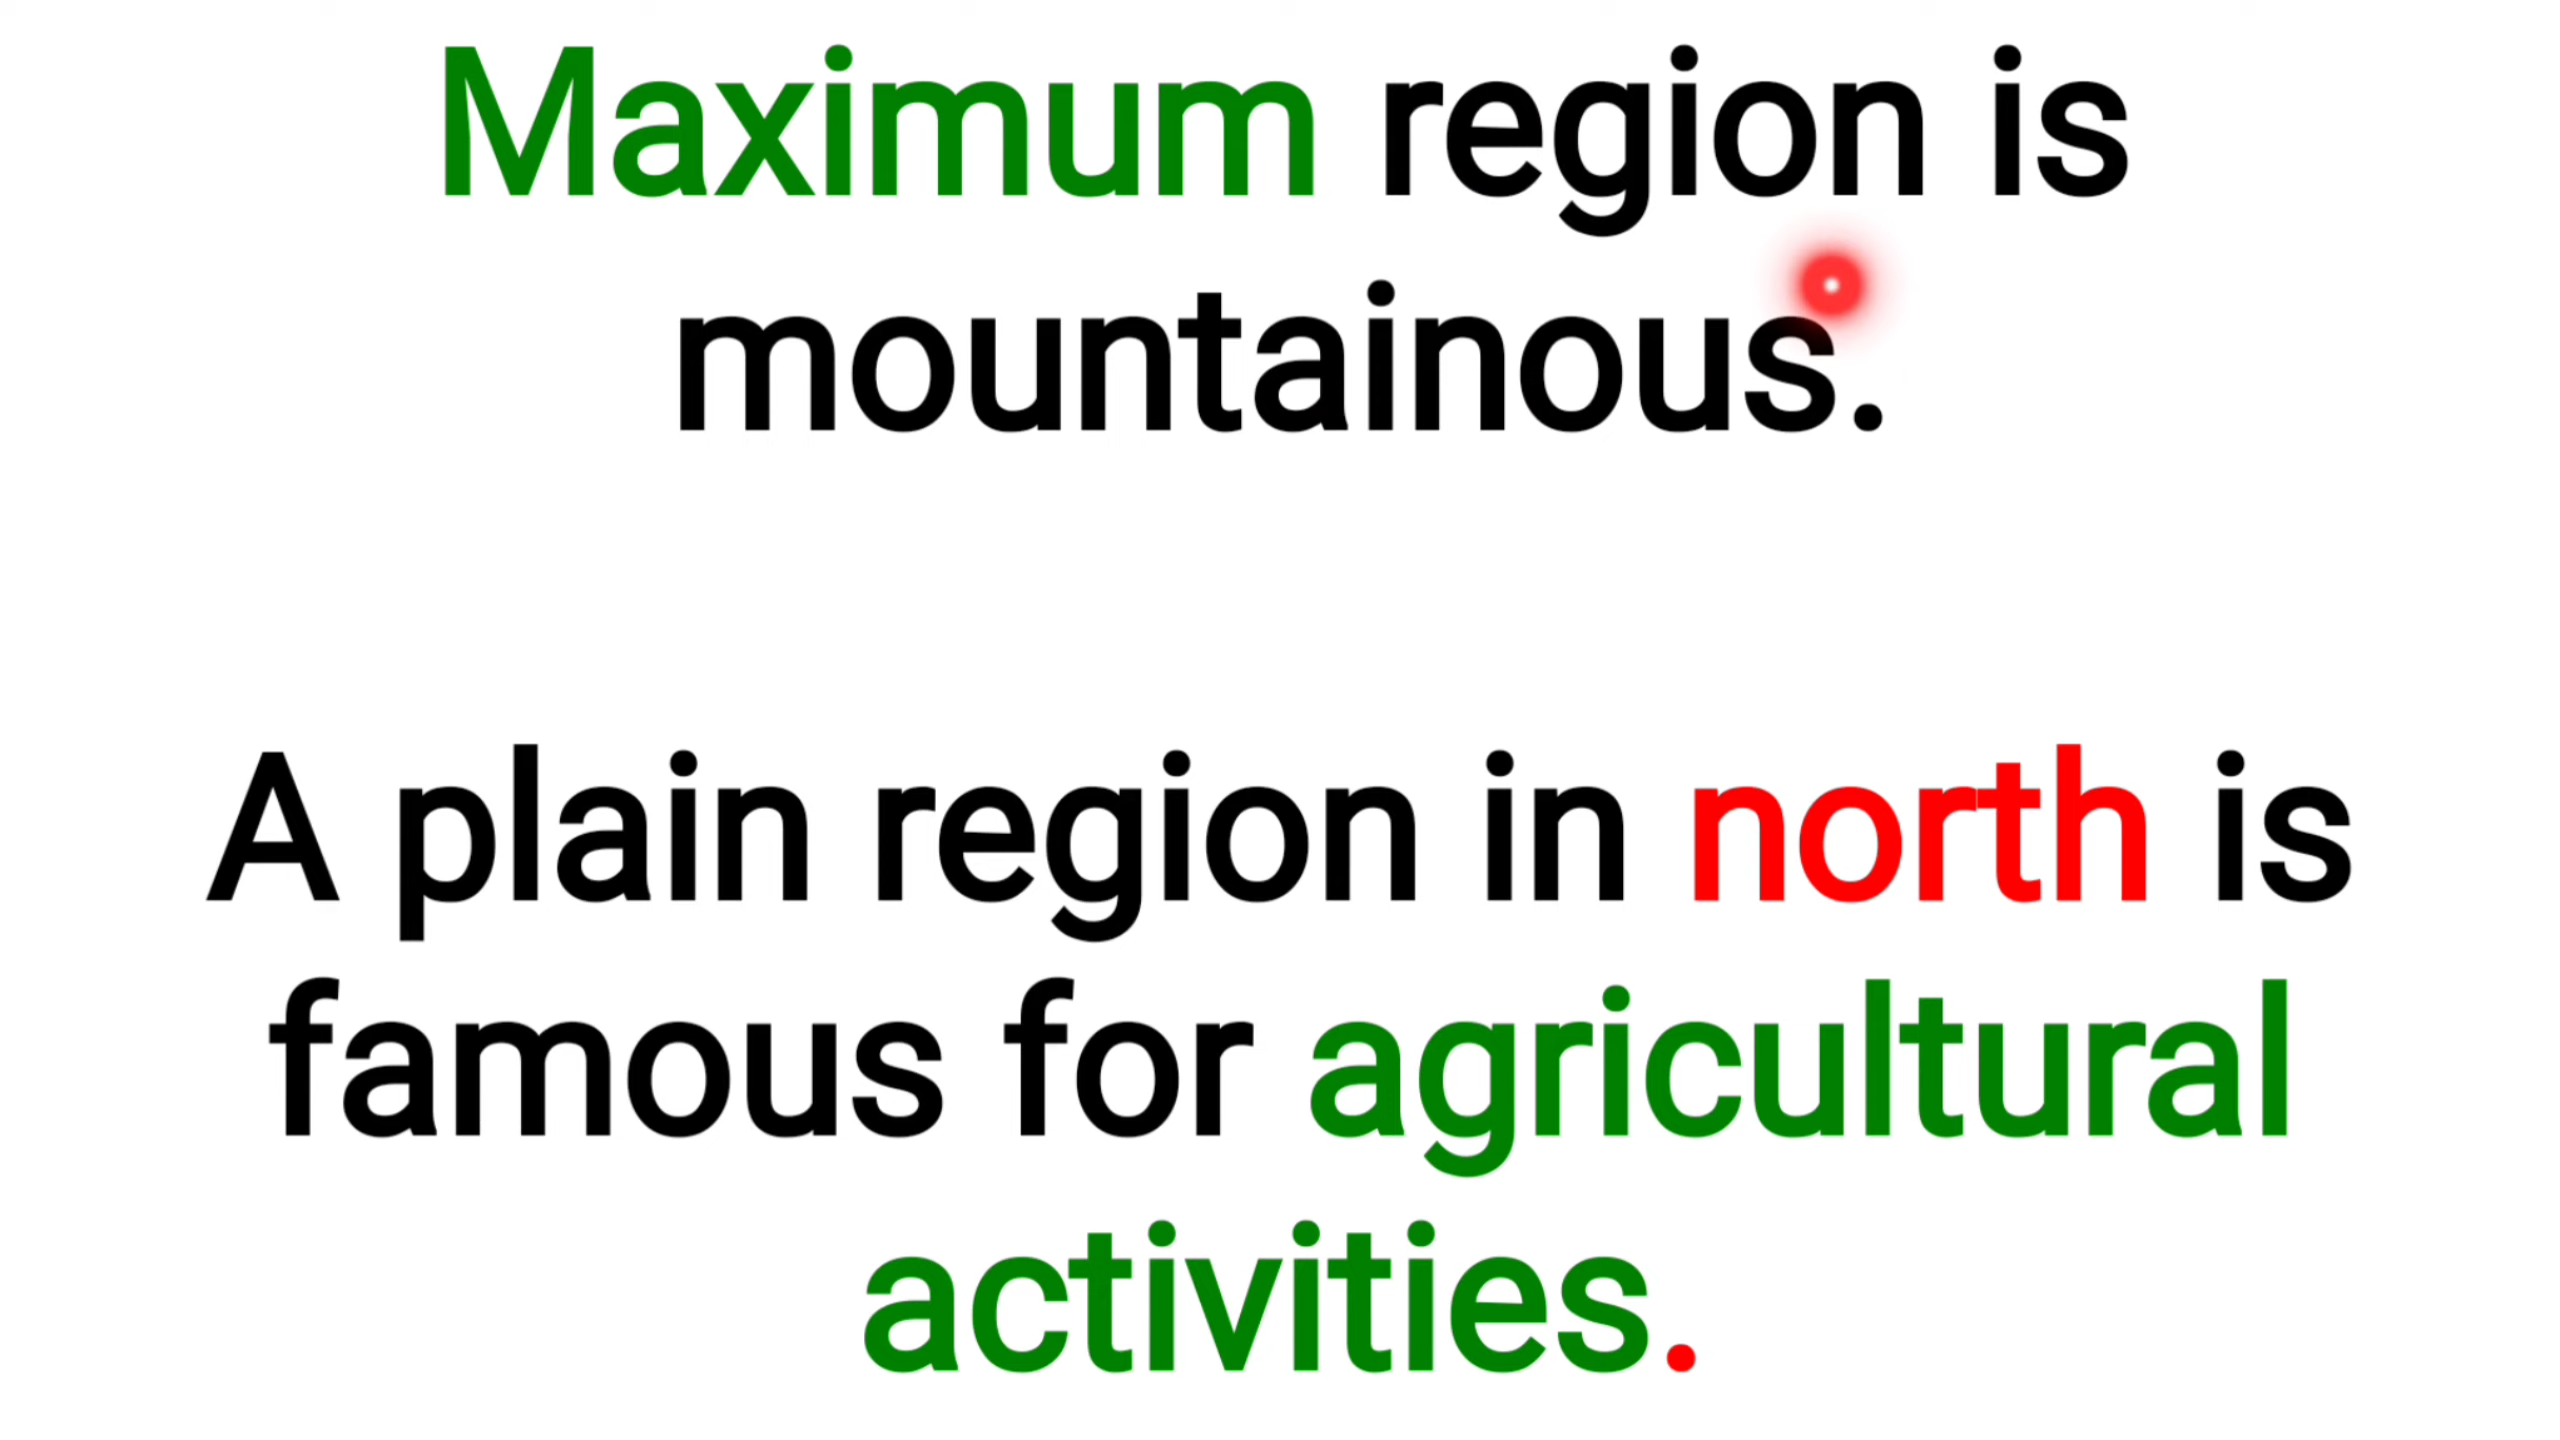 Maximum region is
mountainous.
A plain region in north is
famous for agricultural
activities.